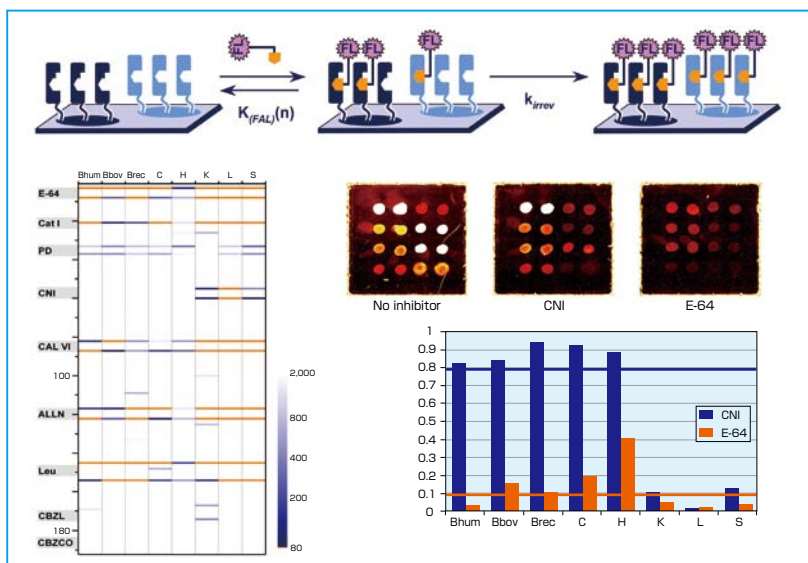 FL
FL FL FL
FL FL FL FL FL FL
K(FAL)(n)
kirrev
Bhum Bbov Brec C H K L S
E-64
Cat I
PD
CNI
CAL VI
100
ALLN
Leu
CBZL
180
CBZCO
2,000
800
400
200
80
No inhibitor CNI E-64
1
0.9
0.8
0.7
0.6
0.5
0.4
0.3
0.2
0.1
0
CNI
E-64
Bhum Bbov Brec C H K L S